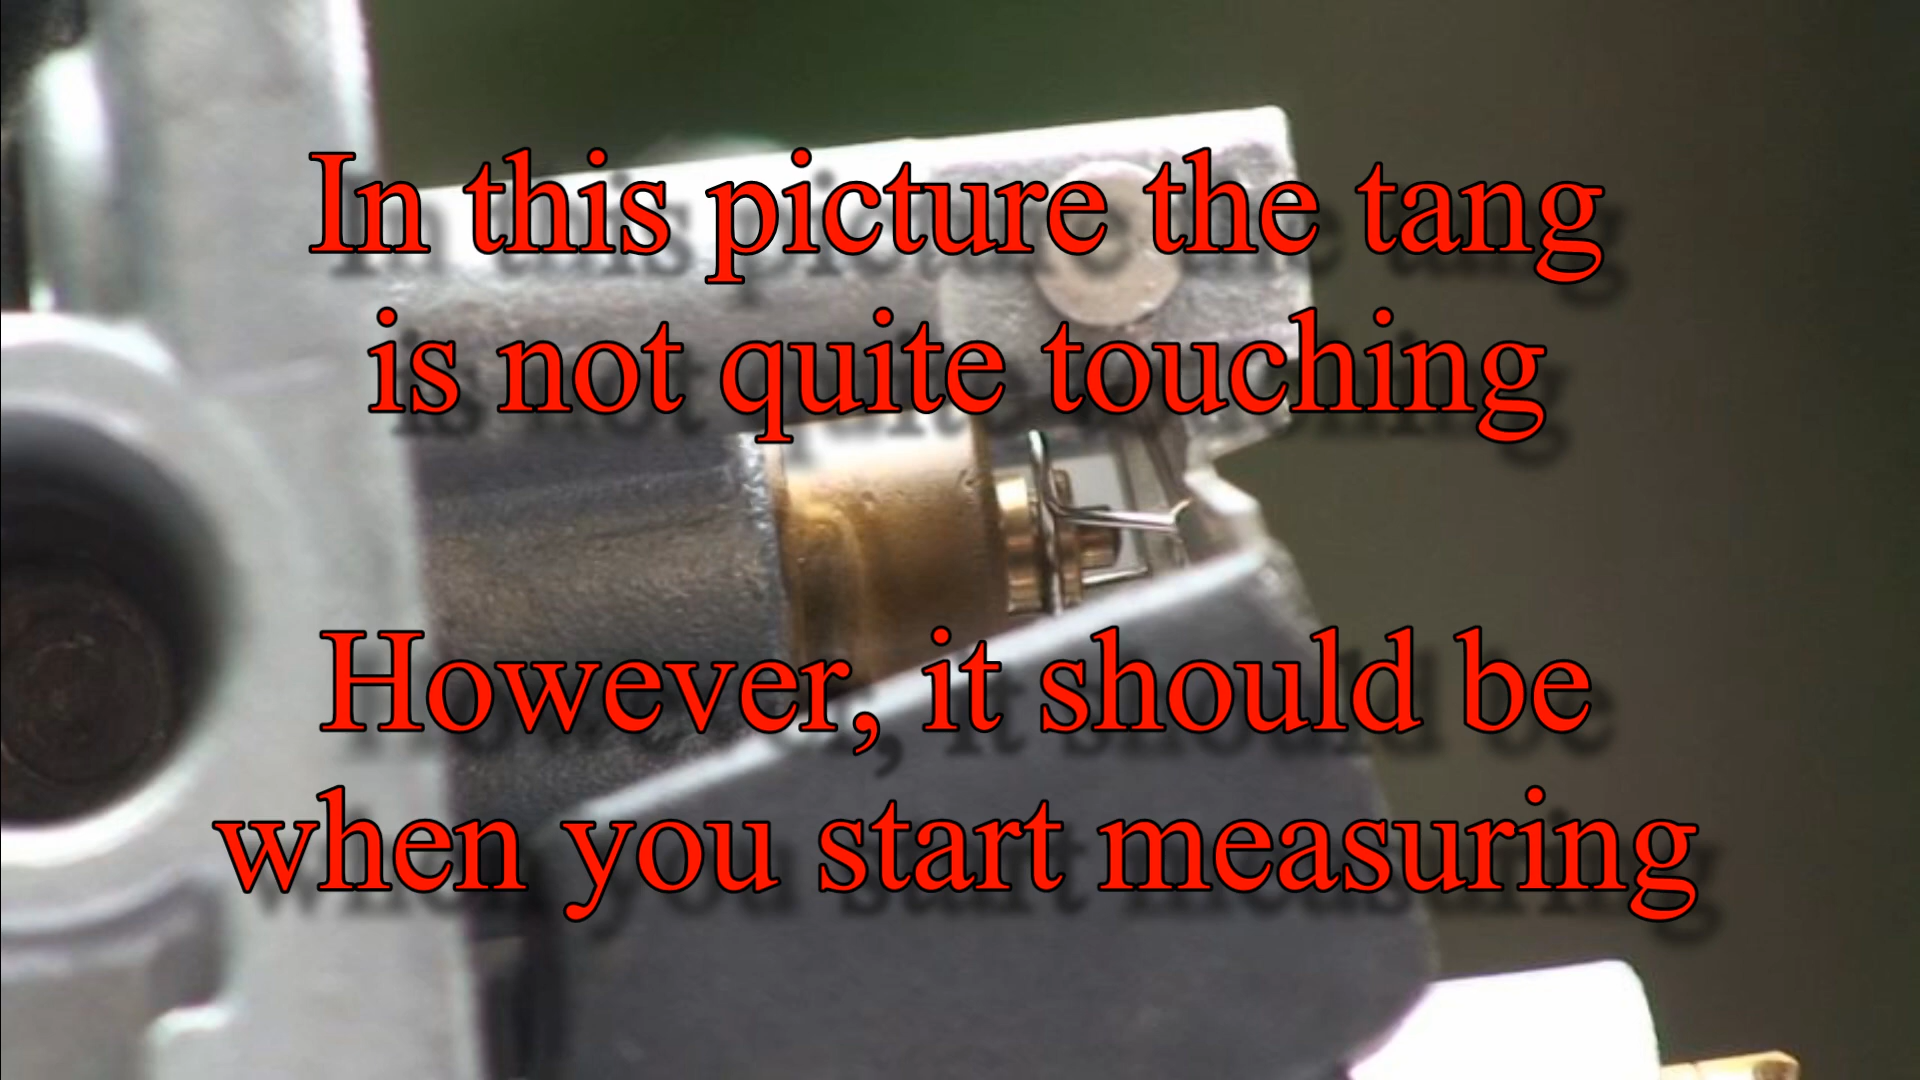 In this picture the tang
is not quite touching
However, it should be
when you start measuring